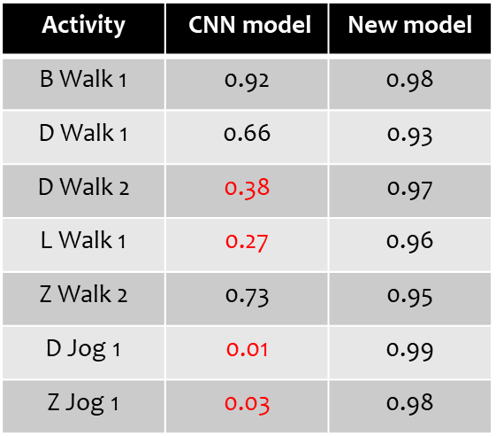 Activity CNN model New model
B Walk 1 0.92 0.98
D Walk 1 0.66 0.93
D Walk 2 0.38 0.97
L Walk 1 0.27 0.96
Z Walk 2 0.73 0.95
D Jog 1 0.01 0.99
Z Jog 1 0.03 0.98